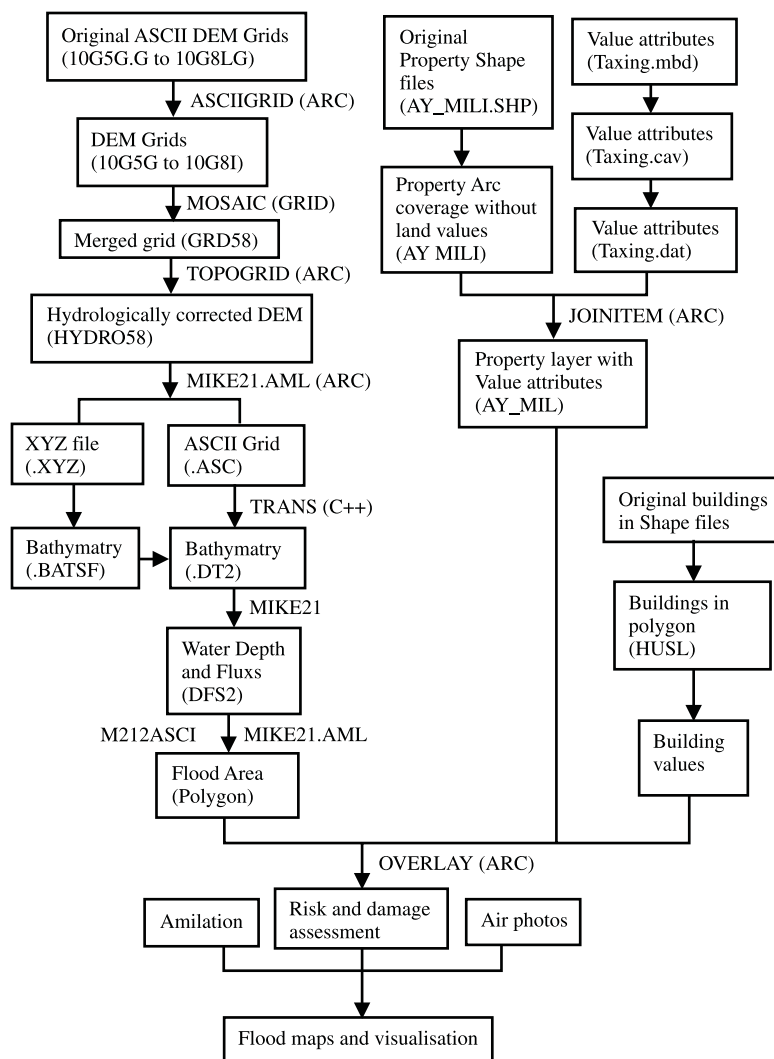 Original ASCII DEM Grids
(10G5G.G to 10G8LG)
ASCIIGRID (ARC)
DEM Grids
(10G5G to 10G8I)
MOSAIC (GRID)
Merged grid (GRD58)
TOPOGRID (ARC)
Hydrologically corrected DEM
(HYDRO58)
MIKE21.AML (ARC)
XYZ file
(.XYZ)
ASCII Grid
(.ASC)
TRANS (C++)
Bathymatry
(.BATSF)
Bathymatry
(.DT2)
MIKE21
Water Depth
and Fluxs
(DFS2)
M212ASCI
MIKE21.AML
Flood Area
(Polygon)
Original
Property Shape
files
(AY_MILI.SHP)
Property Arc
coverage without
land values
(AY MILI)
Value attributes
(Taxing.mbd)
Value attributes
(Taxing.cav)
Value attributes
(Taxing.dat)
JOINITEM (ARC)
Property layer with
Value attributes
(AY_MIL)
Original buildings
in Shape files
Buildings in
polygon
(HUSL)
Building
values
OVERLAY (ARC)
Amilation
Risk and damage
assessment
Air photos
Flood maps and visualisation